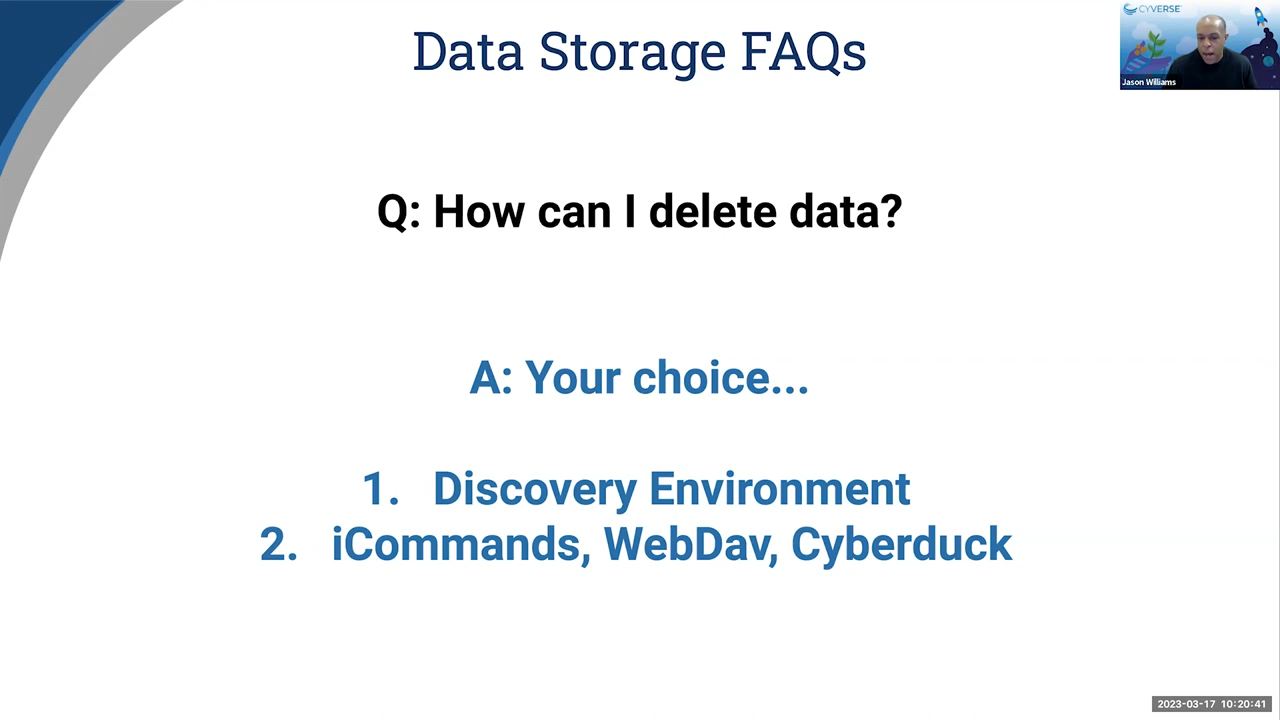 Data Storage FAQs
CYVERSE
Jason Williams
Q: How can I delete data?
A: Your choice...
1. Discovery Environment
2. iCommands, WebDav, Cyberduck
2023-03-17 10:20:41